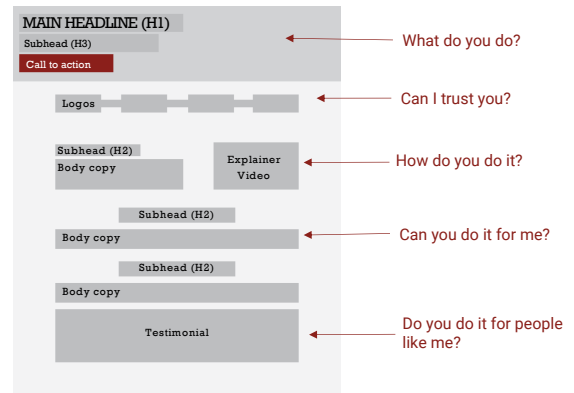 MAIN HEADLINE (H1)
Subhead (H3)
Call to action
What do you do?
Logos
Can I trust you?
Subhead (H2)
Body copy
Explainer
Video
How do you do it?
Subhead (H2)
Body copy
Can you do it for me?
Subhead (H2)
Body copy
Testimonial
Do you do it for people
like me?